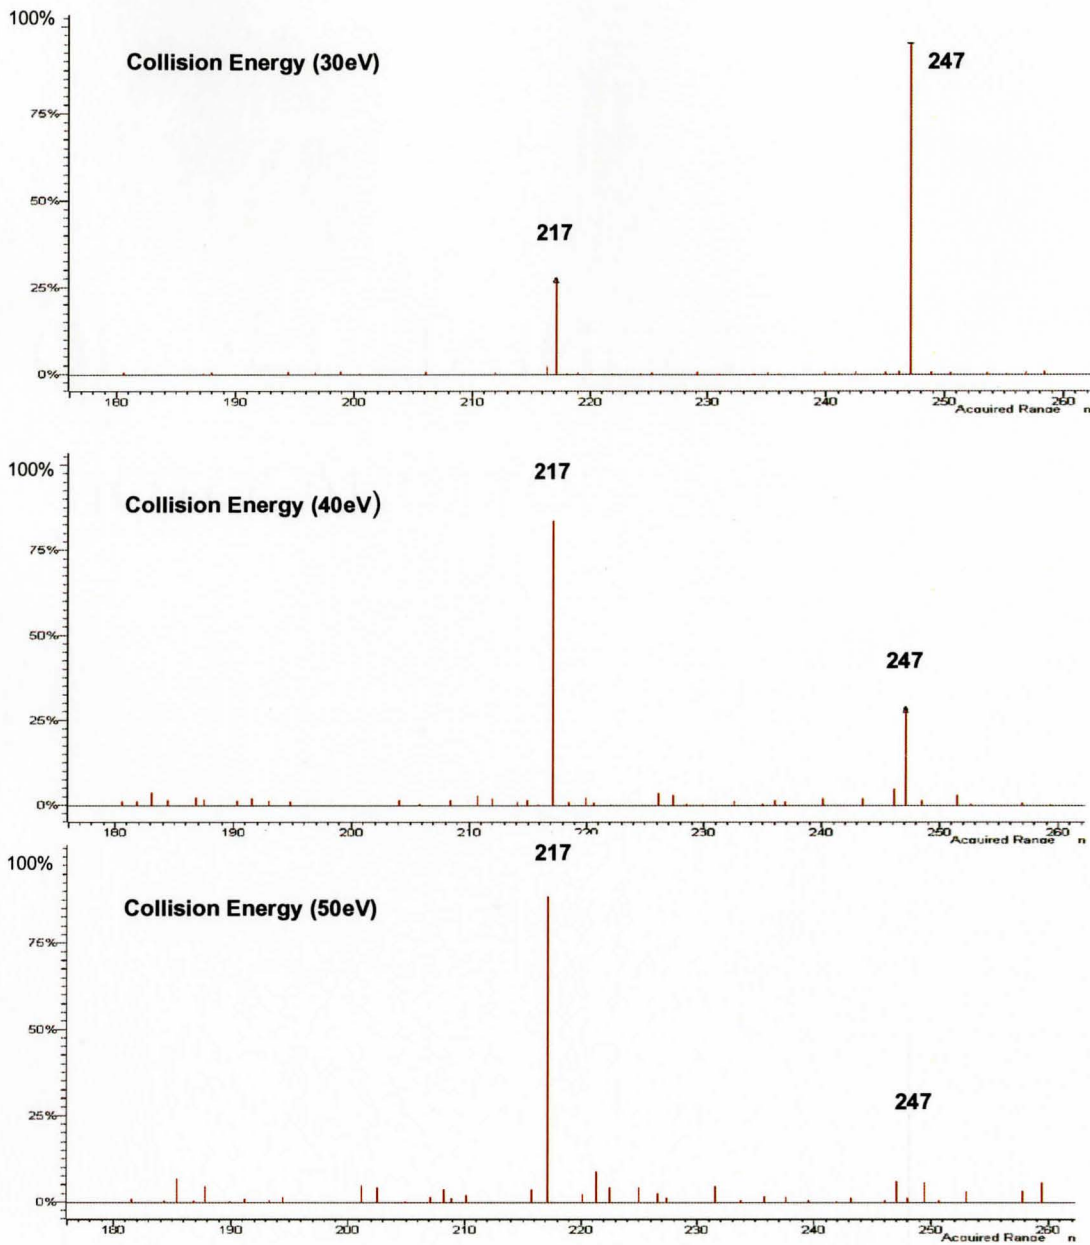 100%
Collision Energy (30eV)
247
75%
217
50%
25%
0%
180 190 200 210 220 230 240 250 260
Acquired Range n
100%
217
Collision Energy (40eV)
75%
50%
247
25%
0%
180 190 200 210 220 230 240 250 260
Acquired Range n
100%
217
Collision Energy (50eV)
75%
50%
247
25%
0%
180 190 200 210 220 230 240 250 260
Acquired Range n